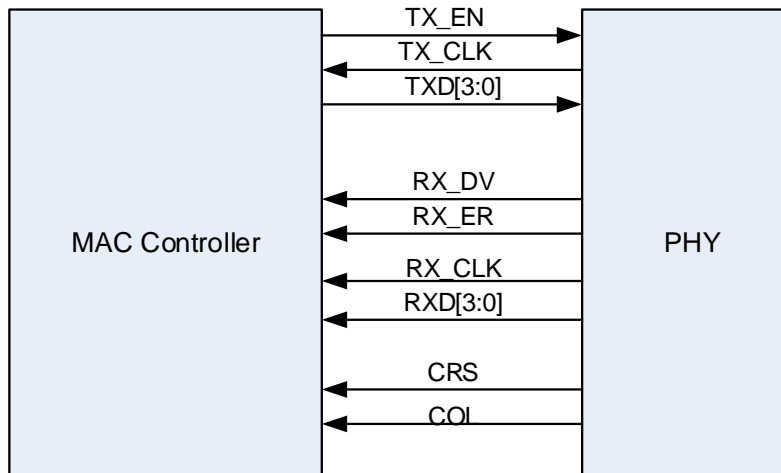 TX_EN
TX_CLK
TXD[3:0]
RX_DV
RX_ER
MAC Controller
PHY
RX_CLK
RXD[3:0]
CRS
COL